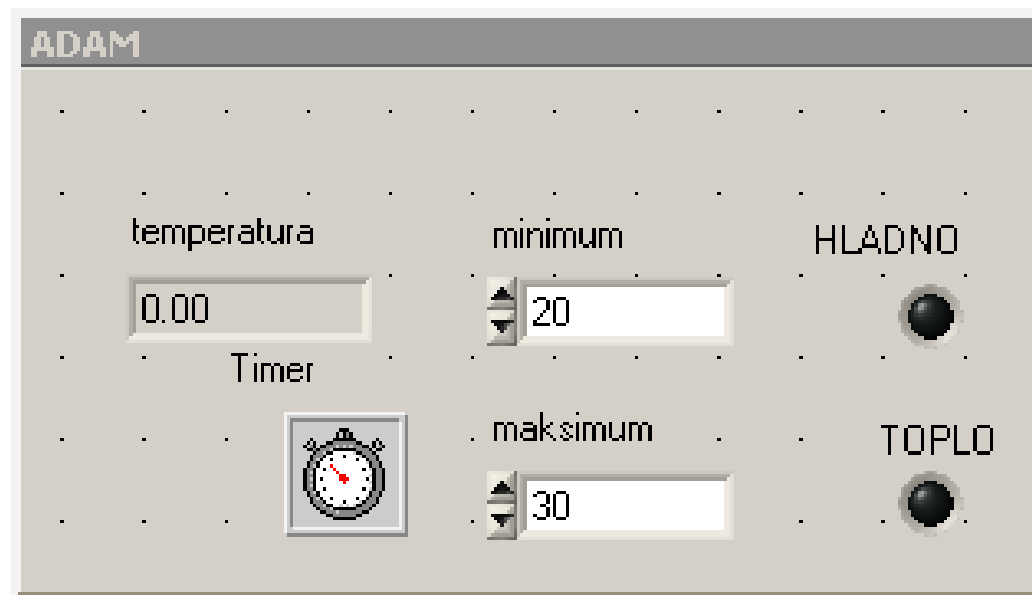 ADAM
temperatura
minimum
HLADNO
0.00
20
Timer
maksimum
TOPLO
30